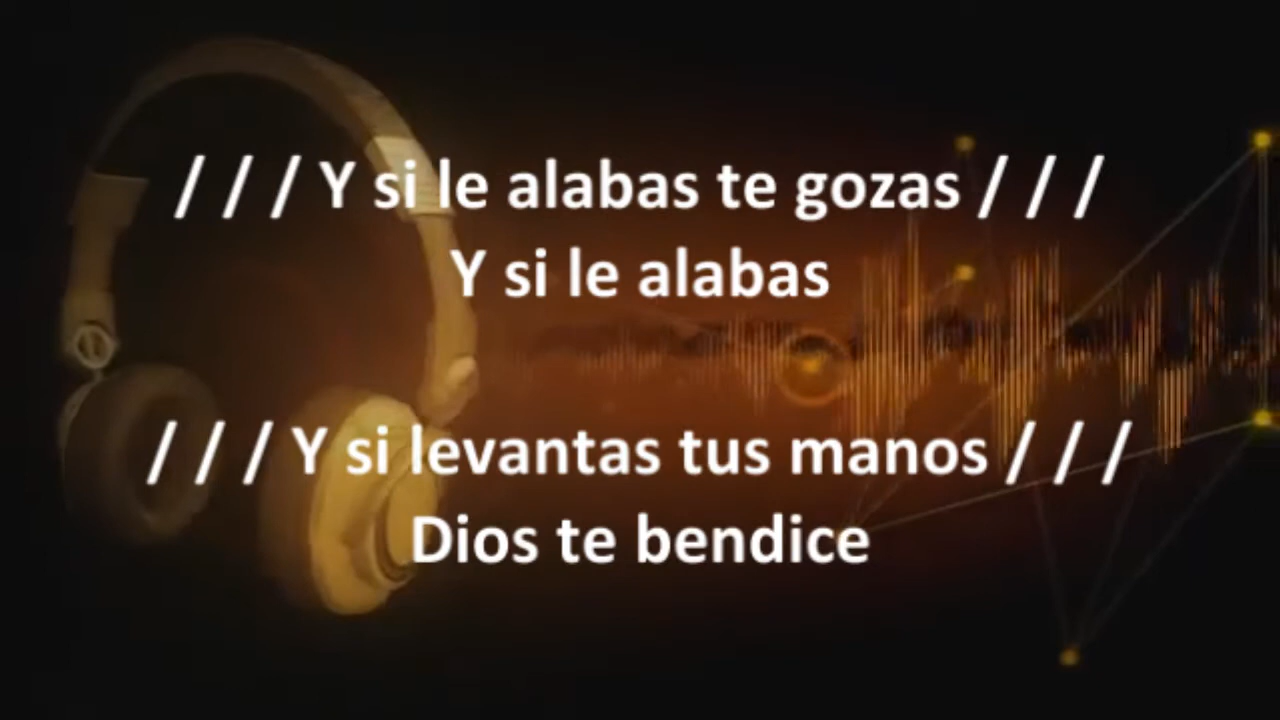 / / / Y si le alabas te gozas / / /
Y si le alabas
/ / / Y si levantas tus manos / / /
Dios te bendice